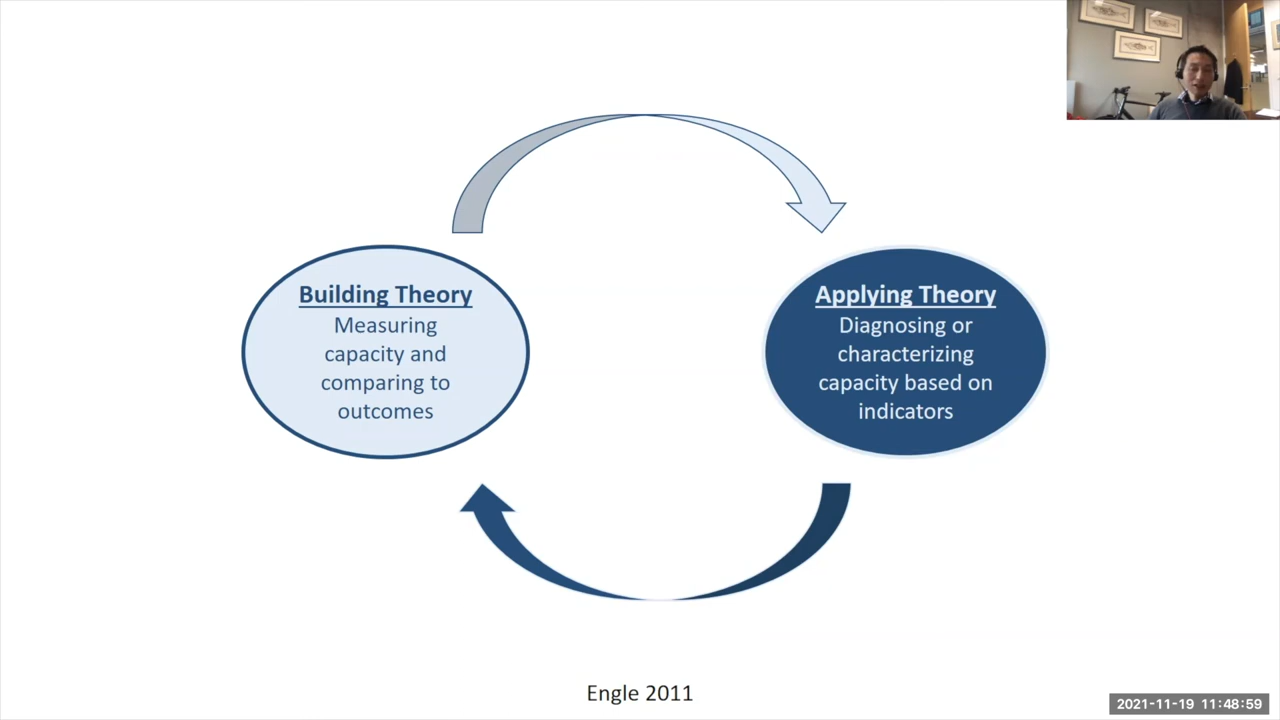 Building Theory
Measuring
capacity and
comparing to
outcomes
Applying Theory
Diagnosing or
characterizing
capacity based on
indicators
Engle 2011
2021-11-19 11:48:59